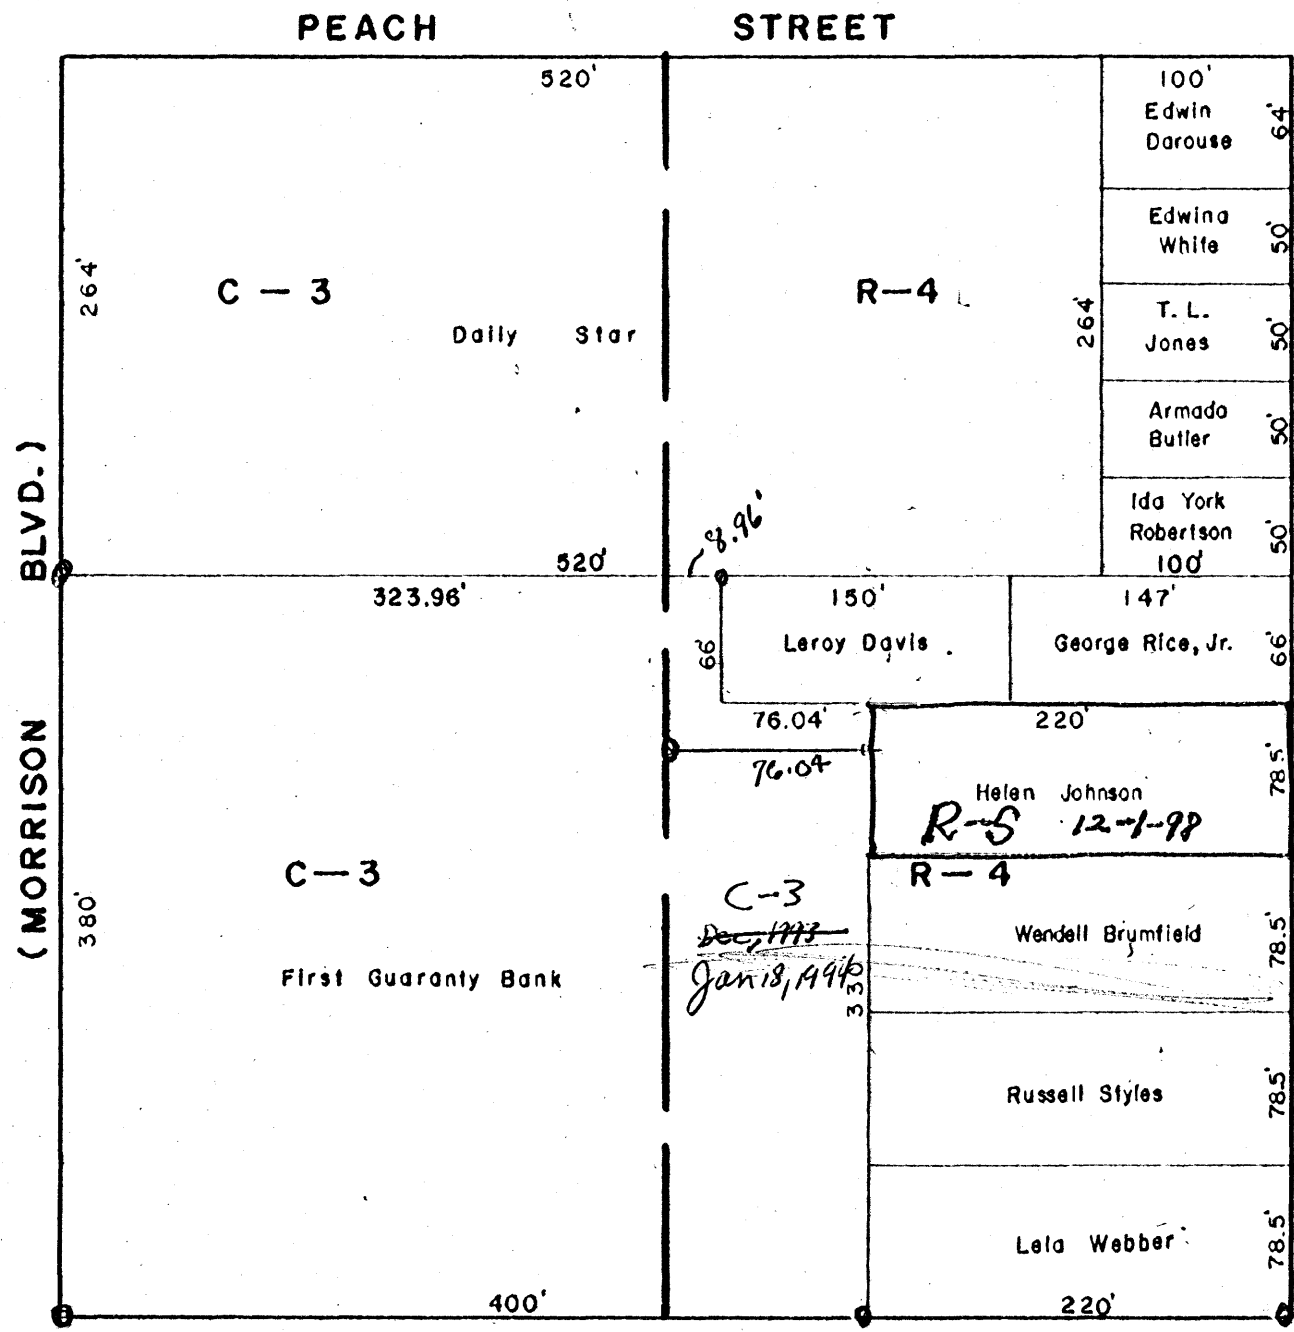 PEACH STREET
520'
100'
Edwin
Darouse
64'
Edwina
White
50'
264'
C - 3
R-4
Daily Star
264'
T. L.
Jones
50'
Armada
Butler
50'
(MORRISON BLVD.)
Ida York
Robertson
50'
8.96'
520'
100'
323.96'
150'
147'
66'
Leroy Davis
George Rice, Jr.
66'
76.04'
220'
76.04
78.5'
Helen Johnson
R-S 12-1-98
C-3
R-4
380'
C-3
Dec, 1993
Jan 18, 1994
330'
Wendell Brumfield
78.5'
First Guaranty Bank
Russell Styles
78.5'
Lela Webber
78.5'
400'
220'